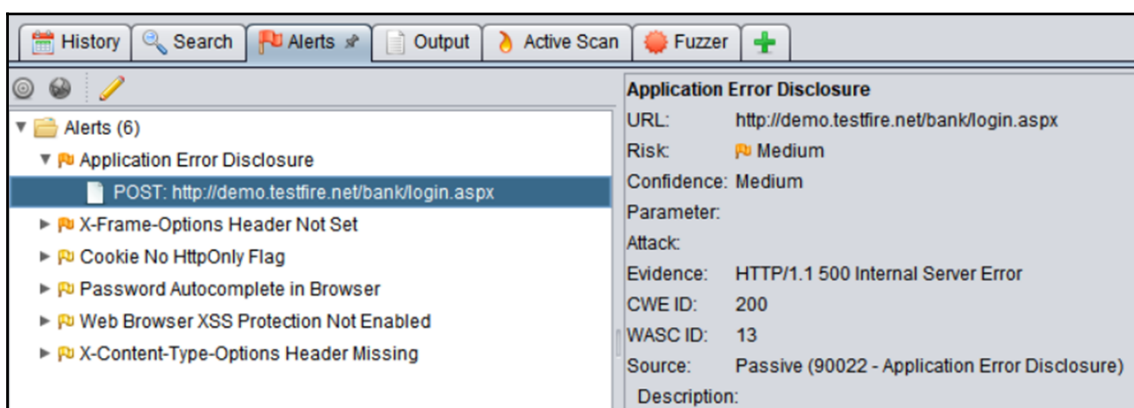 History Search Alerts Output Active Scan Fuzzer
Alerts (6)
Application Error Disclosure
POST: http://demo.testfire.net/bank/login.aspx
X-Frame-Options Header Not Set
Cookie No HttpOnly Flag
Password Autocomplete in Browser
Web Browser XSS Protection Not Enabled
X-Content-Type-Options Header Missing
Application Error Disclosure
URL: http://demo.testfire.net/bank/login.aspx
Risk: Medium
Confidence: Medium
Parameter:
Attack:
Evidence: HTTP/1.1 500 Internal Server Error
CWE ID: 200
WASC ID: 13
Source: Passive (90022 - Application Error Disclosure)
Description: